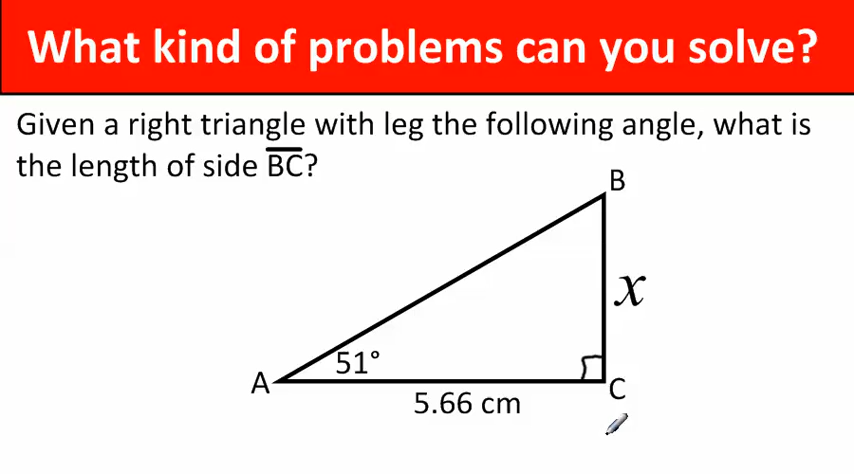 What kind of problems can you solve?
Given a right triangle with leg the following angle, what is
the length of side B̅C̅?
B
x
51°
A
C
5.66 cm